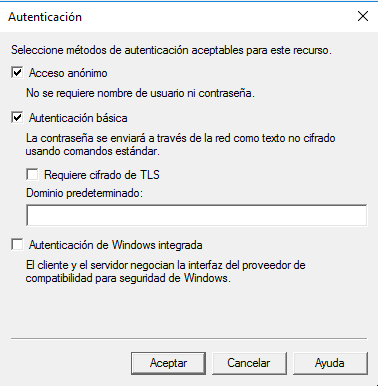 Autenticación
Seleccione métodos de autenticación aceptables para este recurso.
Acceso anónimo
No se requiere nombre de usuario ni contraseña.
Autenticación básica
La contraseña se enviará a través de la red como texto no cifrado
usando comandos estándar.
Requiere cifrado de TLS
Dominio predeterminado:
Autenticación de Windows integrada
El cliente y el servidor negocian la interfaz del proveedor de
compatibilidad para seguridad de Windows.
Aceptar
Cancelar
Ayuda